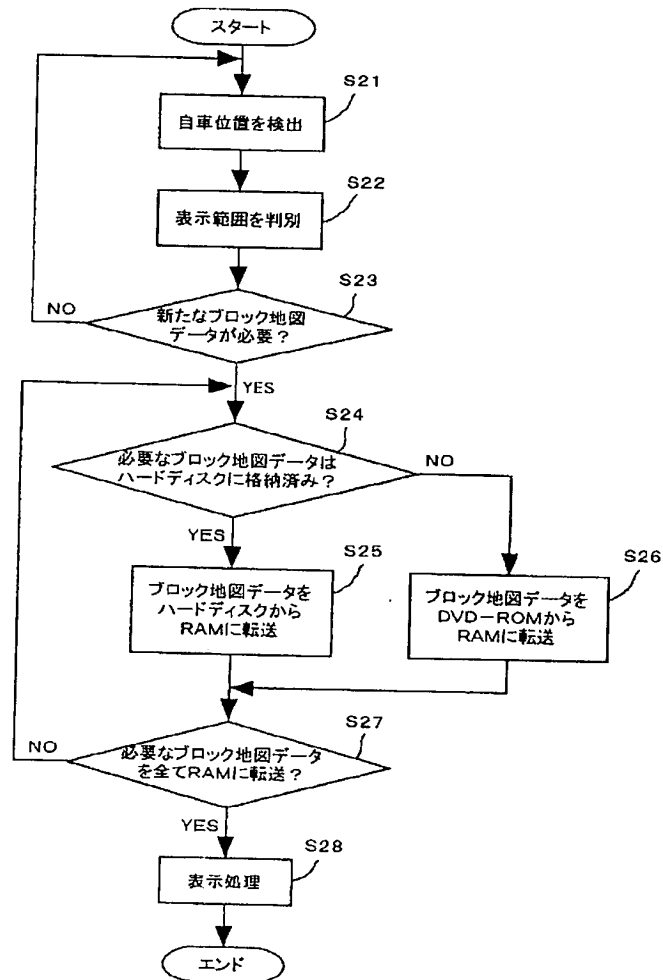 スタート
S21
自車位置を検出
S22
表示範囲を判別
S23
NO
新たなブロック地図
データが必要？
YES
S24
必要なブロック地図データは
ハードディスクに格納済み？
NO
YES
S25
S26
ブロック地図データを
ハードディスクから
RAMに転送
ブロック地図データを
DVD－ROMから
RAMに転送
S27
NO
必要なブロック地図データ
を全てRAMに転送？
YES
S28
表示処理
エンド